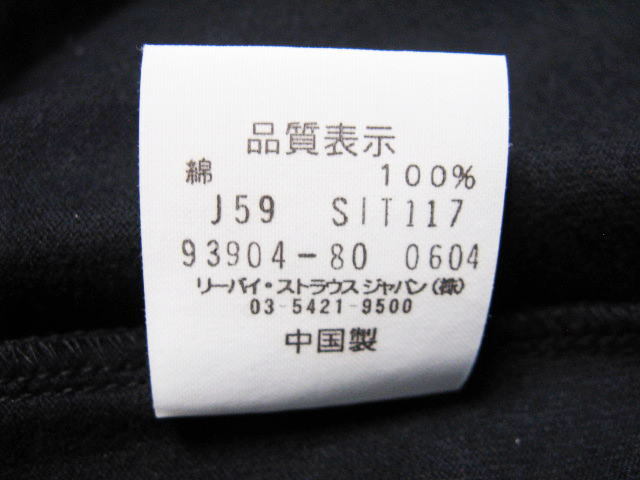 品質表示
綿 100%
J59 SIT117
93904-80 0604
リーバイ・ストラウスジャパン(株)
03-5421-9500
中国製